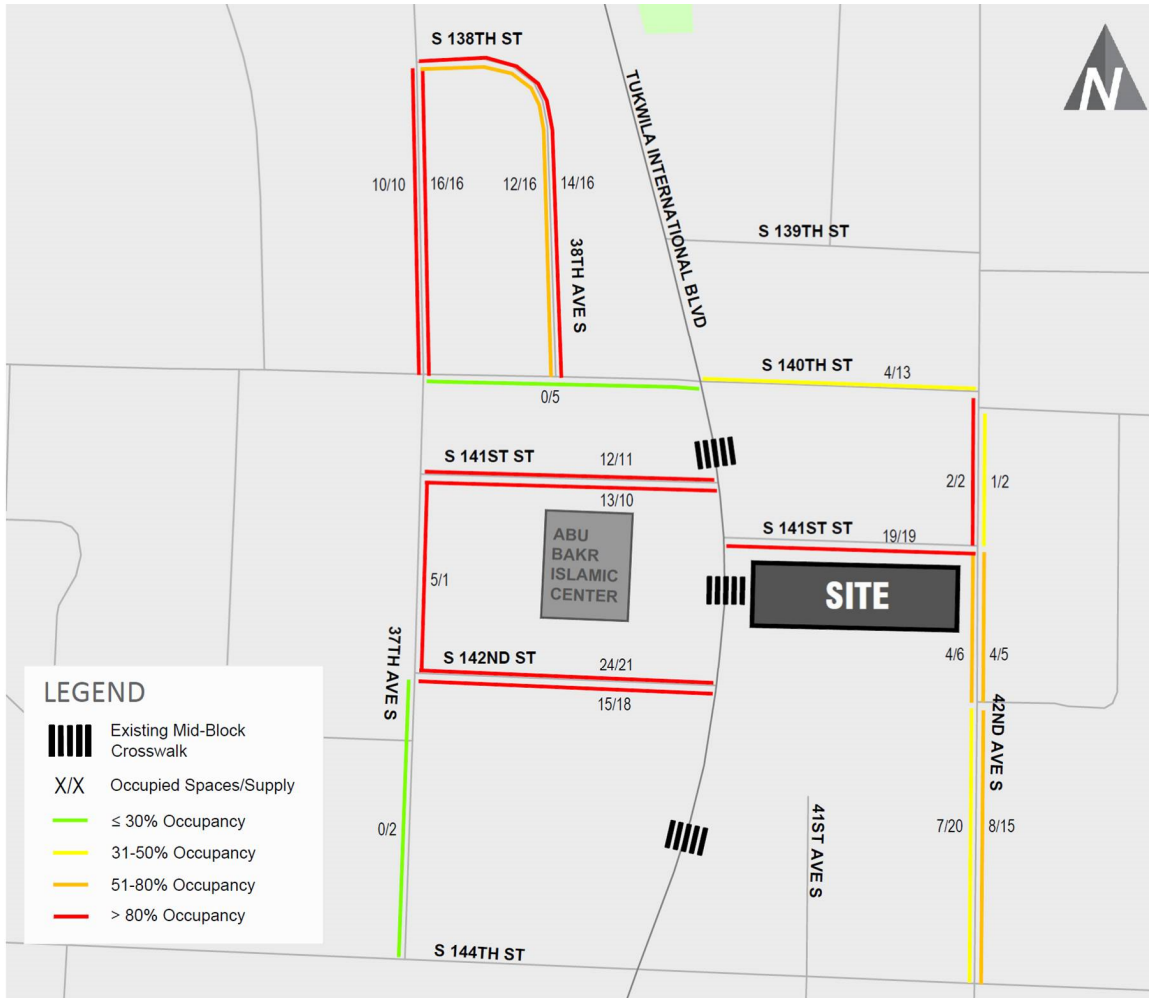 S 138TH ST
N
TUKWILA INTERNATIONAL BLVD
10/10
16/16
12/16
14/16
38TH AVE S
S 139TH ST
S 140TH ST
4/13
0/5
S 141ST ST
12/11
13/10
2/2
1/2
S 141ST ST
19/19
ABU
BAKR
ISLAMIC
CENTER
SITE
5/1
37TH AVE S
S 142ND ST
24/21
15/18
4/6
4/5
42ND AVE S
LEGEND
Existing Mid-Block
Crosswalk
X/X Occupied Spaces/Supply
≤ 30% Occupancy
31-50% Occupancy
51-80% Occupancy
> 80% Occupancy
0/2
7/20
8/15
41ST AVE S
S 144TH ST